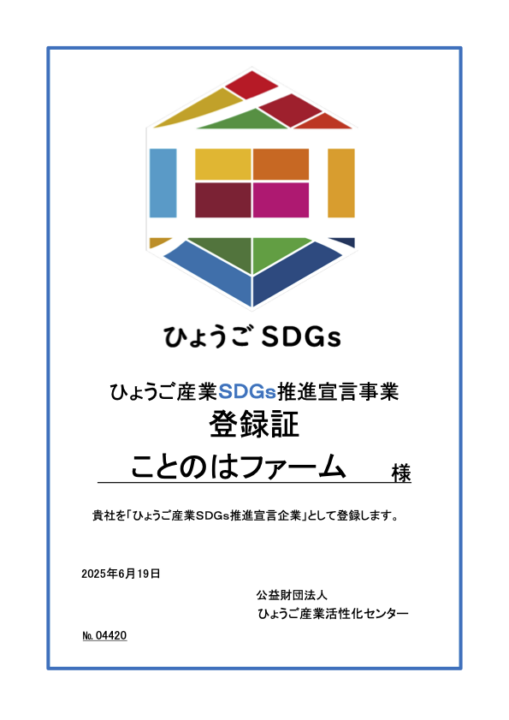 ひょうご SDGs
ひょうご産業SDGs推進宣言事業
登録証
ことのはファーム 様
貴社を「ひょうご産業SDGs推進宣言企業」として登録します。
2025年6月19日
公益財団法人
ひょうご産業活性化センター
№ 04420